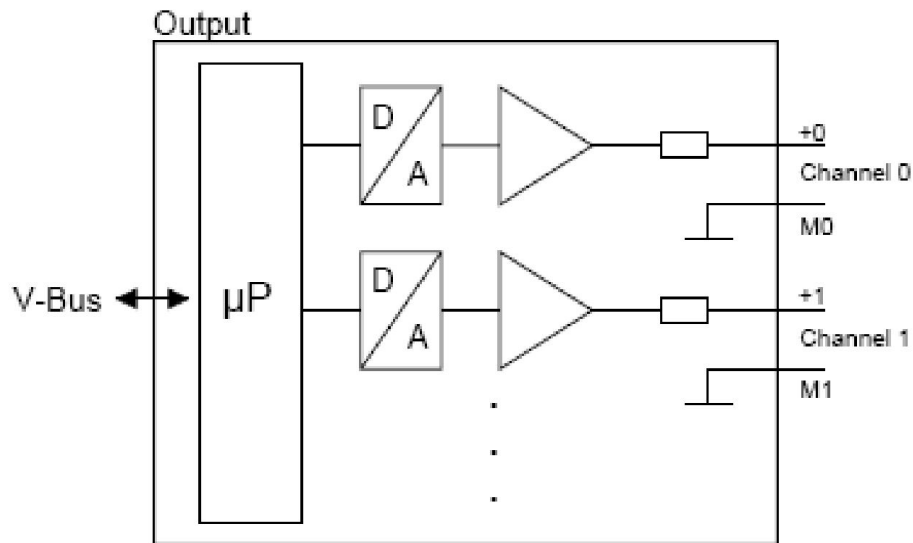 Output
D
A
+0
Channel 0
M0
V-Bus
µP
D
A
+1
Channel 1
M1